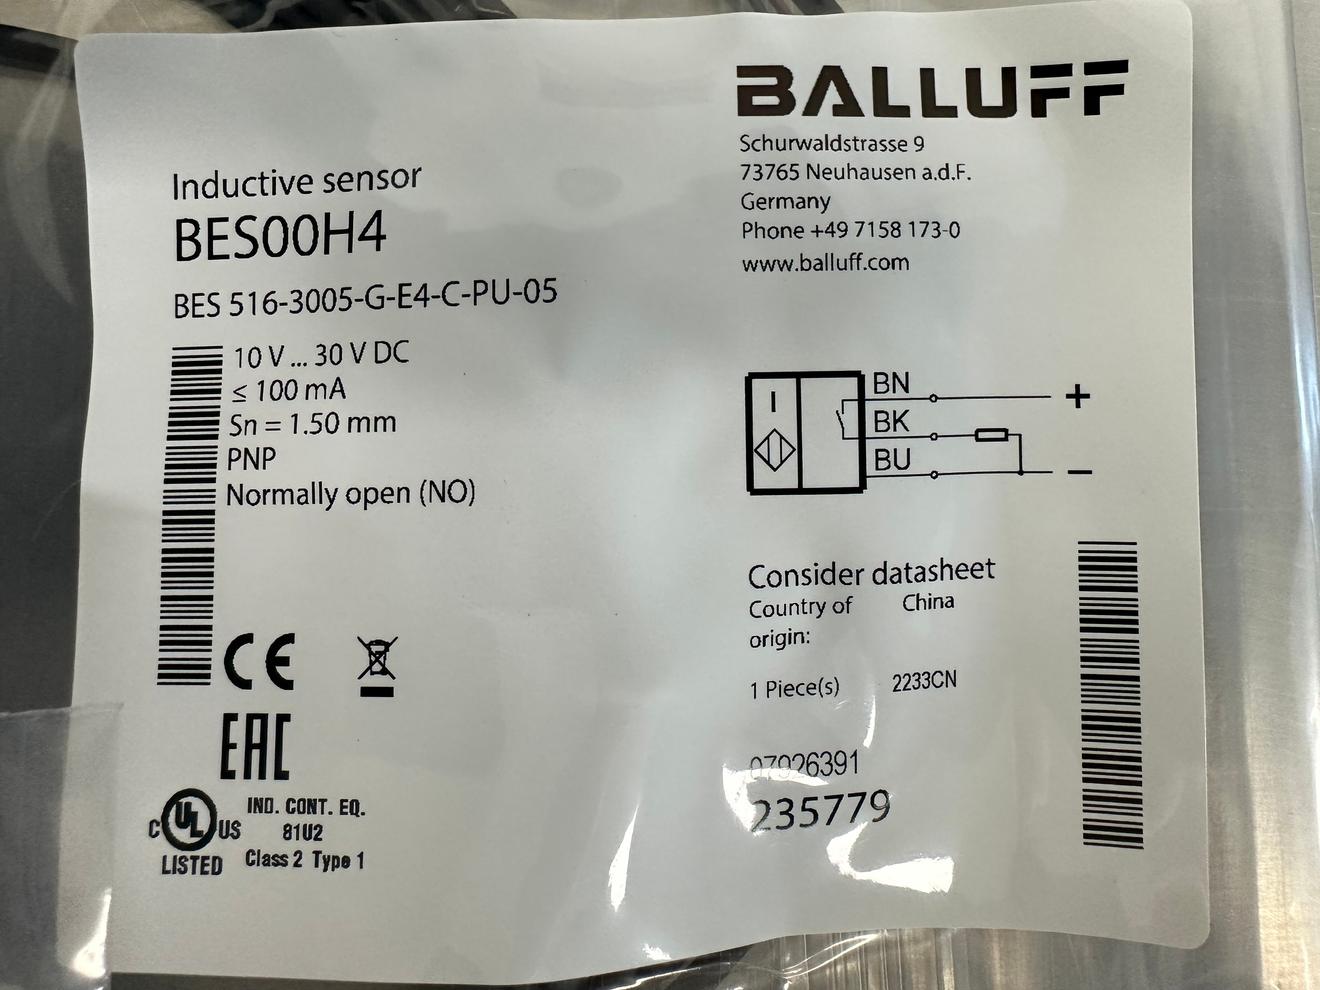 BALLUFF
Schurwaldstrasse 9
73765 Neuhausen a.d.F.
Germany
Phone +49 7158 173-0
www.balluff.com
Inductive sensor
BES00H4
BES 516-3005-G-E4-C-PU-05
10 V ... 30 V DC
≤ 100 mA
Sn = 1.50 mm
PNP
Normally open (NO)
BN
+
BK
BU
–
Consider datasheet
Country of China
origin:
1 Piece(s) 2233CN
07926391
235779
CE
EAC
C UL US
LISTED
IND. CONT. EQ.
81U2
Class 2 Type 1